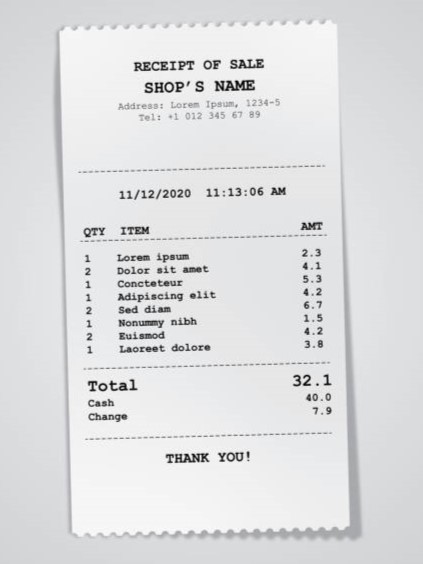 RECEIPT OF SALE
SHOP'S NAME
Address: Lorem Ipsum, 1234-5
Tel: +1 012 345 67 89
11/12/2020 11:13:06 AM
QTY ITEM AMT
1 Lorem ipsum 2.3
2 Dolor sit amet 4.1
1 Concteteur 5.3
1 Adipiscing elit 4.2
2 Sed diam 6.7
1 Nonummy nibh 1.5
2 Euismod 4.2
1 Laoreet dolore 3.8
Total 32.1
Cash 40.0
Change 7.9
THANK YOU!